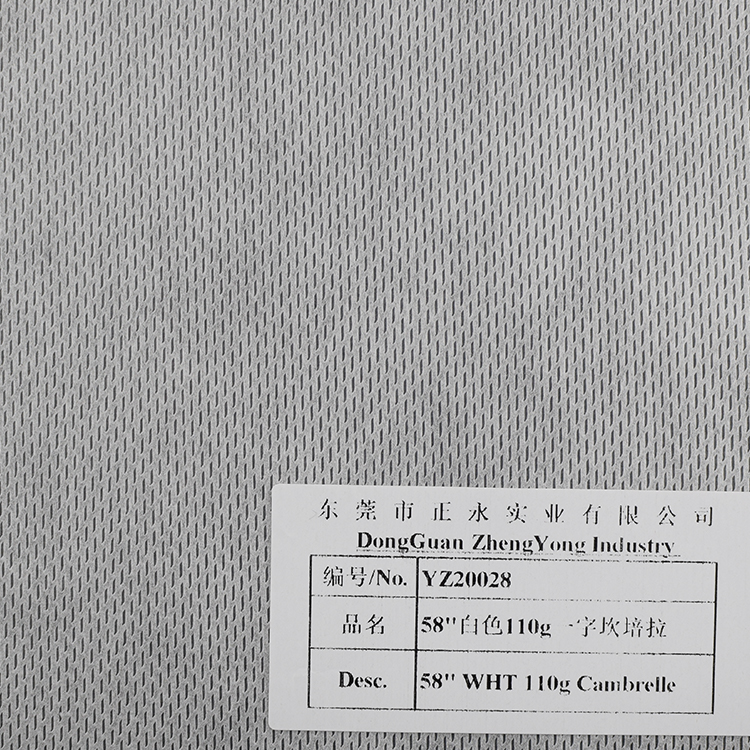 东莞市正永实业有限公司
DongGuan ZhengYong Industry
编号/No. YZ20028
品名 58"白色110g 一字坎培拉
Desc. 58" WHT 110g Cambrelle